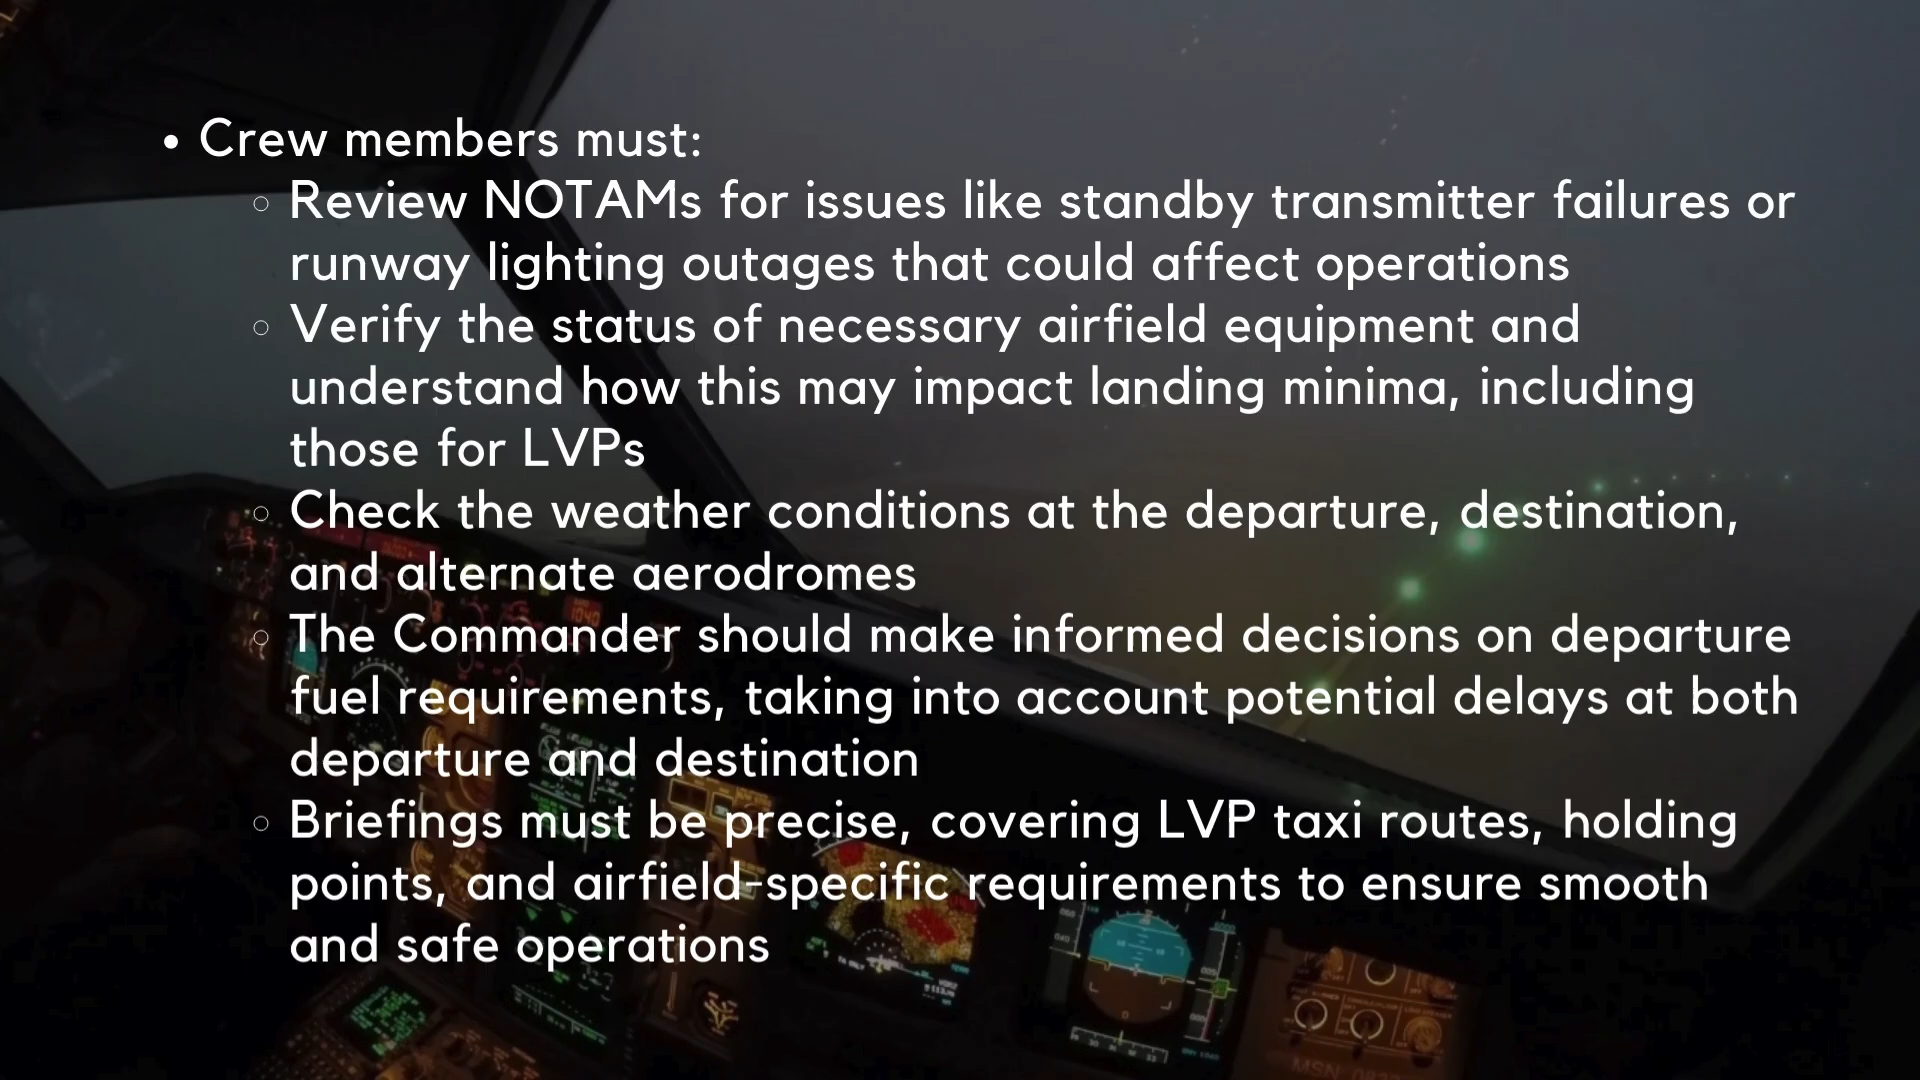 • Crew members must:
◦ Review NOTAMs for issues like standby transmitter failures or
runway lighting outages that could affect operations
◦ Verify the status of necessary airfield equipment and
understand how this may impact landing minima, including
those for LVPs
◦ Check the weather conditions at the departure, destination,
and alternate aerodromes
◦ The Commander should make informed decisions on departure
fuel requirements, taking into account potential delays at both
departure and destination
◦ Briefings must be precise, covering LVP taxi routes, holding
points, and airfield-specific requirements to ensure smooth
and safe operations